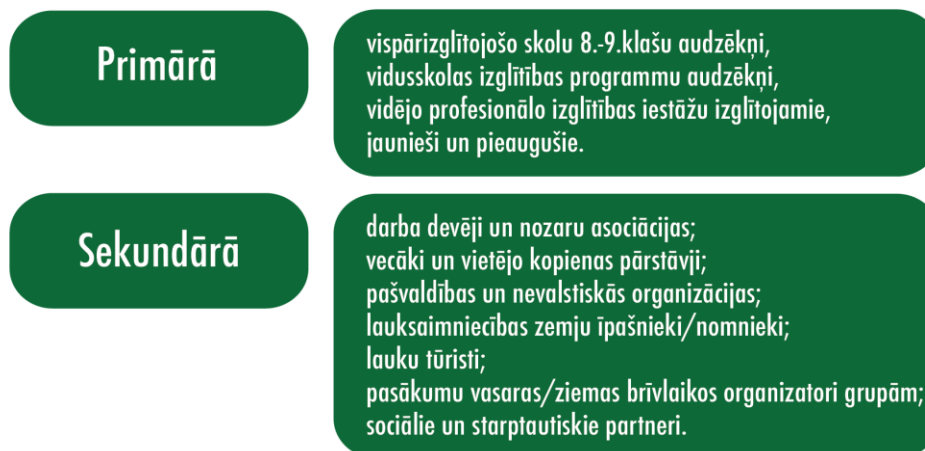 Primārā
vispārizglītojošo skolu 8.-9.klašu audzēkņi,
vidusskolas izglītības programmu audzēkņi,
vidējo profesionālo izglītības iestāžu izglītojamie,
jaunieši un pieaugušie.
Sekundārā
darba devēji un nozaru asociācijas;
vecāki un vietējo kopienas pārstāvji;
pašvaldības un nevalstiskās organizācijas;
lauksaimniecības zemju īpašnieki/nomnieki;
lauku tūristi;
pasākumu vasaras/ziemas brīvlaikos organizatori grupām;
sociālie un starptautiskie partneri.